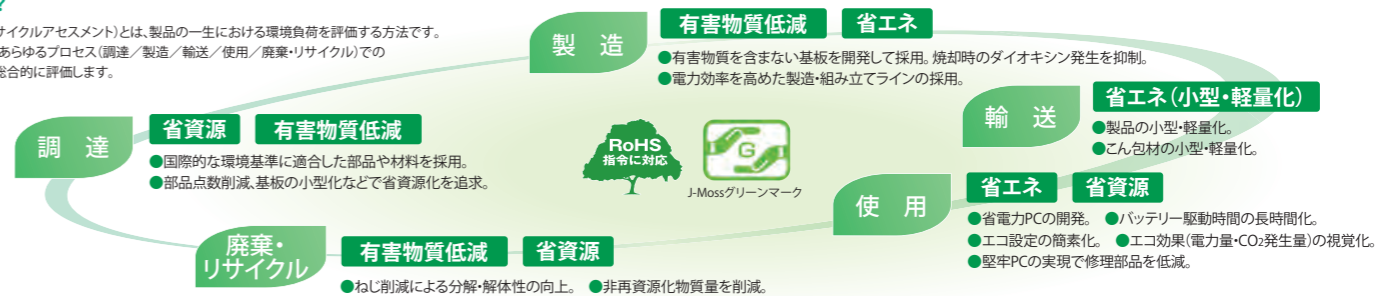 ?
サイクルアセスメント)とは、製品の一生における環境負荷を評価する方法です。
あらゆるプロセス(調達/製造/輸送/使用/廃棄・リサイクル)での
総合的に評価します。
製 造
有害物質低減
省エネ
●有害物質を含まない基板を開発して採用。焼却時のダイオキシン発生を抑制。
●電力効率を高めた製造・組み立てラインの採用。
輸 送
省エネ(小型・軽量化)
●製品の小型・軽量化。
●こん包材の小型・軽量化。
調 達
省資源
有害物質低減
●国際的な環境基準に適合した部品や材料を採用。
●部品点数削減、基板の小型化などで省資源化を追求。
RoHS
指令に対応
G
J-Mossグリーンマーク
使 用
省エネ
省資源
●省電力PCの開発。 ●バッテリー駆動時間の長時間化。
●エコ設定の簡素化。 ●エコ効果(電力量・CO2発生量)の視覚化。
●堅牢PCの実現で修理部品を低減。
廃棄・
リサイクル
有害物質低減
省資源
●ねじ削減による分解・解体性の向上。 ●非再資源化物質量を削減。